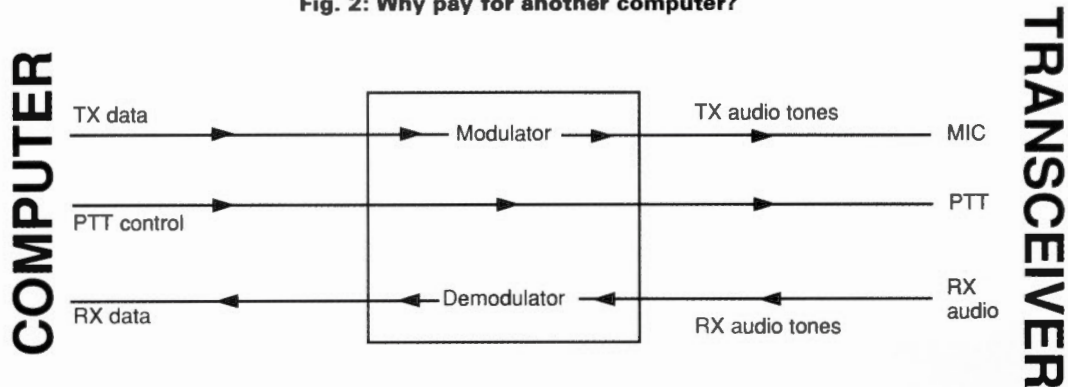 Fig. 2: Why pay for another computer?
COMPUTER
TRANSCEIVER
TX data
Modulator
TX audio tones
MIC
PTT control
PTT
RX data
Demodulator
RX audio tones
RX
audio